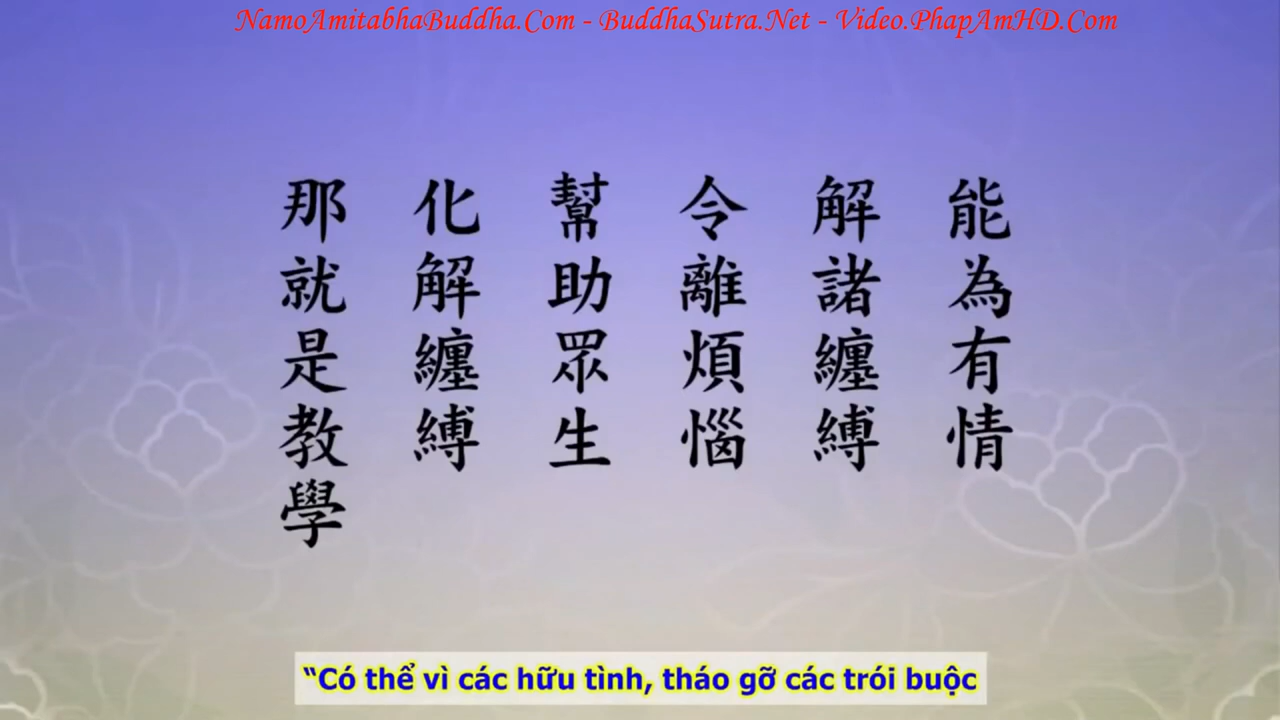 NamoAmitabhaBuddha.Com - BuddhaSutra.Net - Video.PhapAmHD.Com
能為有情
解諸纏縛
令離煩惱
幫助眾生
化解纏縛
那就是教學
“Có thể vì các hữu tình, tháo gỡ các trói buộc